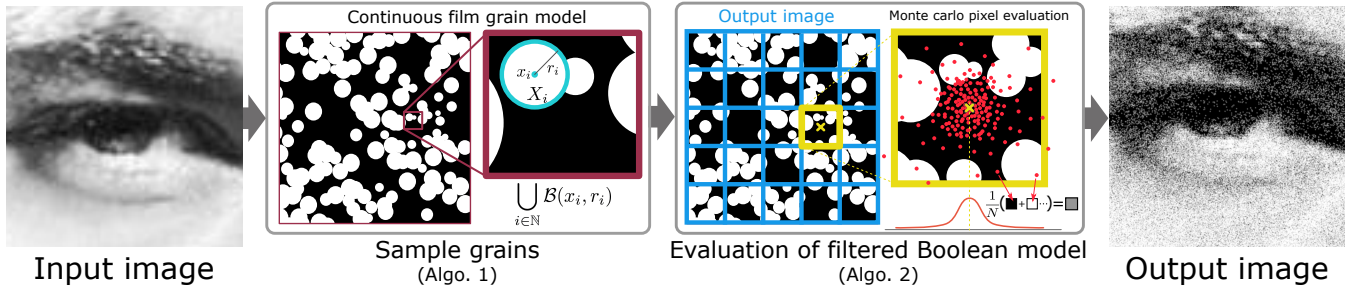 Input image
Continuous film grain model
x_i
r_i
X_i
⋃_{i∈ℕ} B(x_i, r_i)
Sample grains
(Algo. 1)
Output image
Monte carlo pixel evaluation
1/N(■+□···)=■
Evaluation of filtered Boolean model
(Algo. 2)
Output image